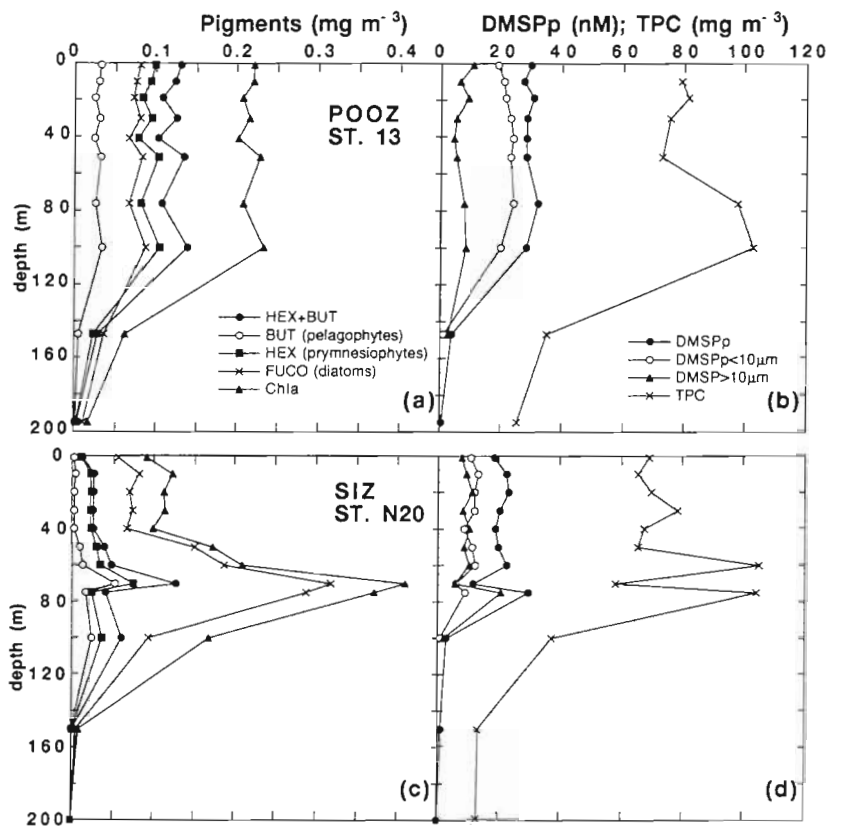 Pigments (mg m-3)
0 0.1 0.2 0.3 0.4
DMSPp (nM); TPC (mg m-3)
0 20 40 60 80 100 120
depth (m)
0
40
80
120
160
200
POOZ
ST. 13
HEX+BUT
BUT (pelagophytes)
HEX (prymnesiophytes)
FUCO (diatoms)
Chla
(a)
DMSPp
DMSPp<10μm
DMSP>10μm
TPC
(b)
depth (m)
0
40
80
120
160
200
SIZ
ST. N20
(c)
(d)